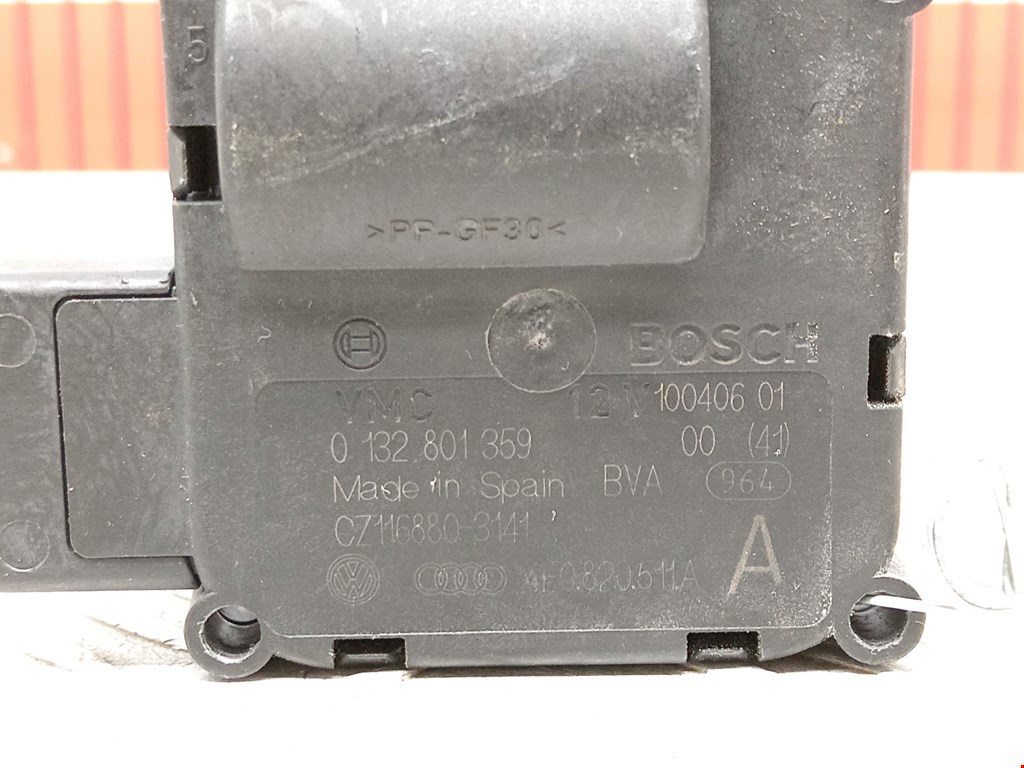 5
>PP-GF30<
BOSCH
VMC 12 V 100406 01
0 132 801 359 00 (41)
Made in Spain BVA 964
CZ116880-3141
A
4F0.820.511A